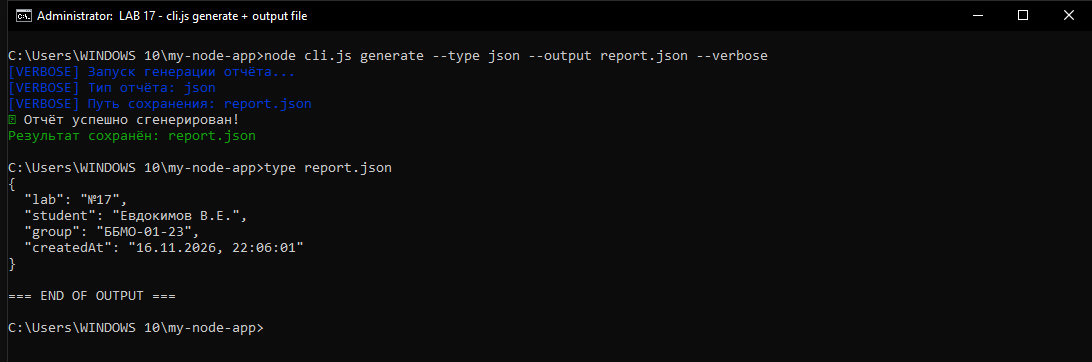 Administrator: LAB 17 - cli.js generate + output file
C:\Users\WINDOWS 10\my-node-app>node cli.js generate --type json --output report.json --verbose
[VERBOSE] Запуск генерации отчёта...
[VERBOSE] Тип отчёта: json
[VERBOSE] Путь сохранения: report.json
Отчёт успешно сгенерирован!
Результат сохранён: report.json
C:\Users\WINDOWS 10\my-node-app>type report.json
{
  "lab": "№17",
  "student": "Евдокимов В.Е.",
  "group": "ББМО-01-23",
  "createdAt": "16.11.2026, 22:06:01"
}
=== END OF OUTPUT ===
C:\Users\WINDOWS 10\my-node-app>